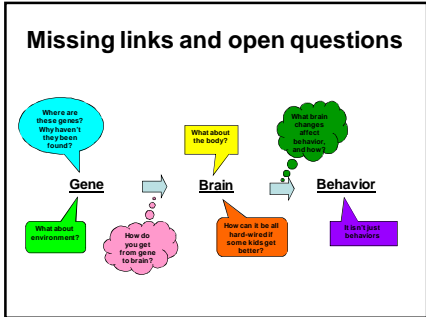 Missing links and open questions
Where are
these genes?
Why haven't
they been
found?
What about
the body?
What brain
changes
affect
behavior,
and how?
Gene
Brain
Behavior
What about
environment?
How do
you get
from gene
to brain?
How can it be all
hard-wired if
some kids get
better?
It isn't just
behaviors